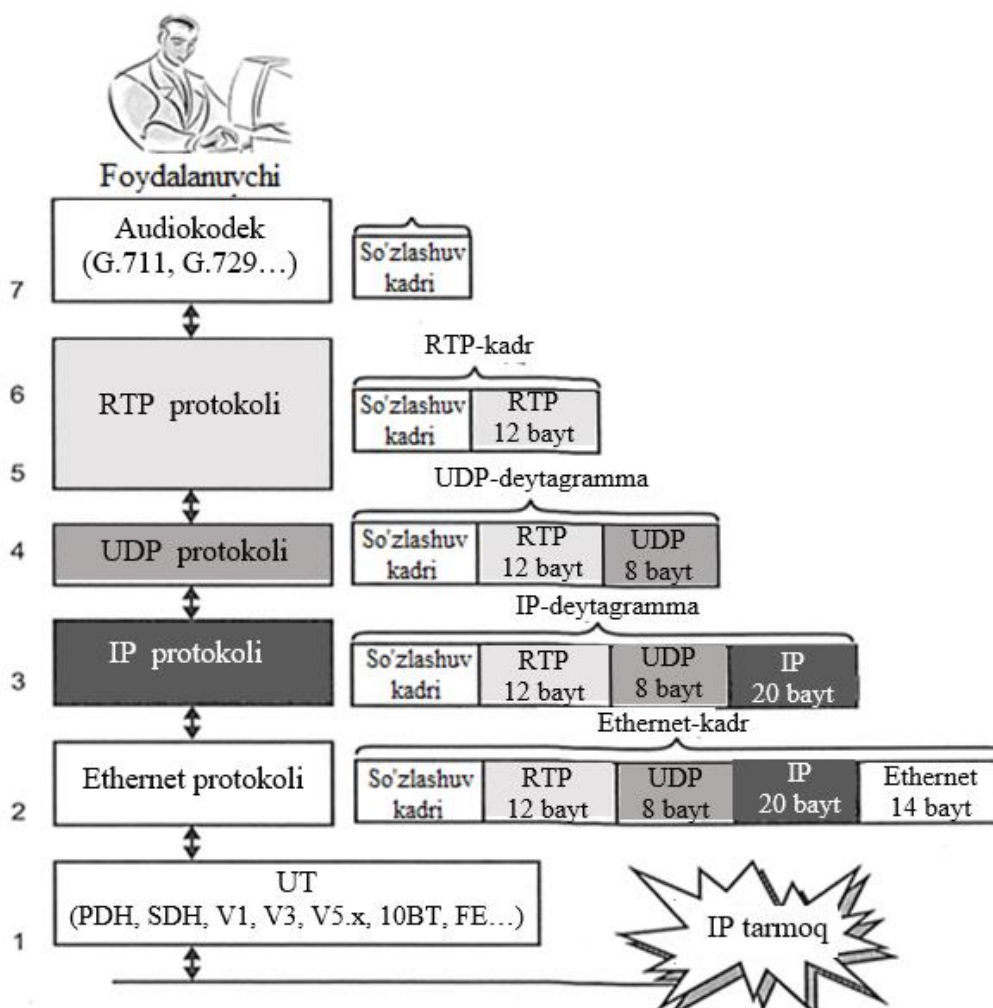 Foydalanuvchi
Audiokodek
(G.711, G.729…)
So'zlashuv
kadri
7
RTP-kadr
6
RTP protokoli
So'zlashuv
kadri
RTP
12 bayt
5
UDP-deytagramma
4
UDP protokoli
So'zlashuv
kadri
RTP
12 bayt
UDP
8 bayt
IP-deytagramma
3
IP protokoli
So'zlashuv
kadri
RTP
12 bayt
UDP
8 bayt
IP
20 bayt
Ethernet-kadr
2
Ethernet protokoli
So'zlashuv
kadri
RTP
12 bayt
UDP
8 bayt
IP
20 bayt
Ethernet
14 bayt
UT
(PDH, SDH, V1, V3, V5.x, 10BT, FE…)
1
IP tarmoq